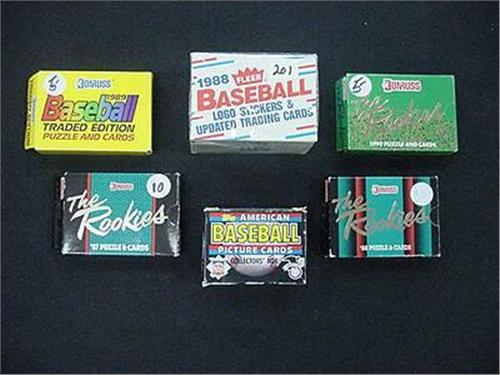 DONRUSS
1989
Baseball
TRADED EDITION
PUZZLE AND CARDS
1988 FLEER 201
BASEBALL
LOGO STICKERS &
UPDATED TRADING CARDS
DONRUSS
The Rookies
1990 PUZZLE AND CARDS
DONRUSS
10
The
Rookies
'87 PUZZLE & CARDS
Topps AMERICAN
BASEBALL
PICTURE CARDS
COLLECTORS' BOX
DONRUSS
The
Rookies
'88 PUZZLE & CARDS